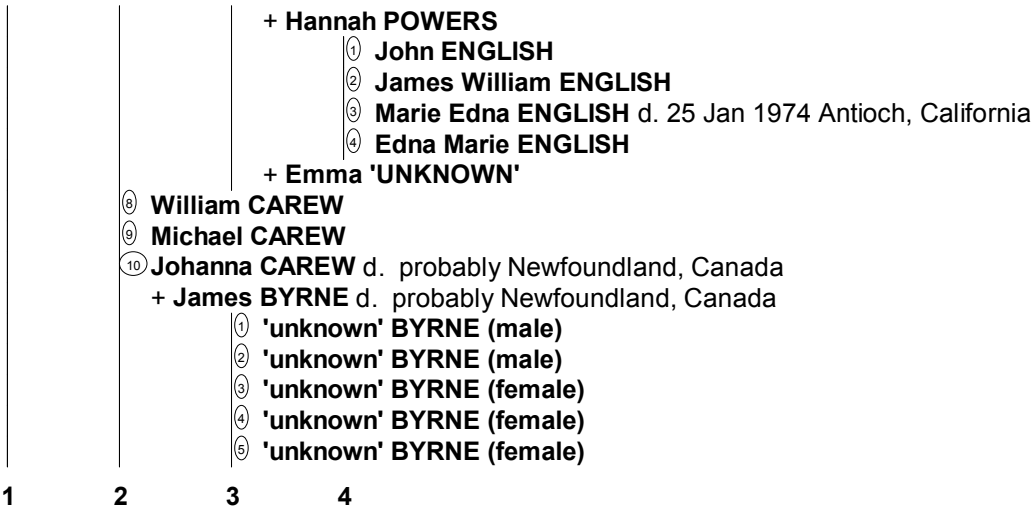 + Hannah POWERS
1 John ENGLISH
2 James William ENGLISH
3 Marie Edna ENGLISH d. 25 Jan 1974 Antioch, California
4 Edna Marie ENGLISH
+ Emma 'UNKNOWN'
8 William CAREW
9 Michael CAREW
10 Johanna CAREW d. probably Newfoundland, Canada
+ James BYRNE d. probably Newfoundland, Canada
1 'unknown' BYRNE (male)
2 'unknown' BYRNE (male)
3 'unknown' BYRNE (female)
4 'unknown' BYRNE (female)
5 'unknown' BYRNE (female)
1 2 3 4